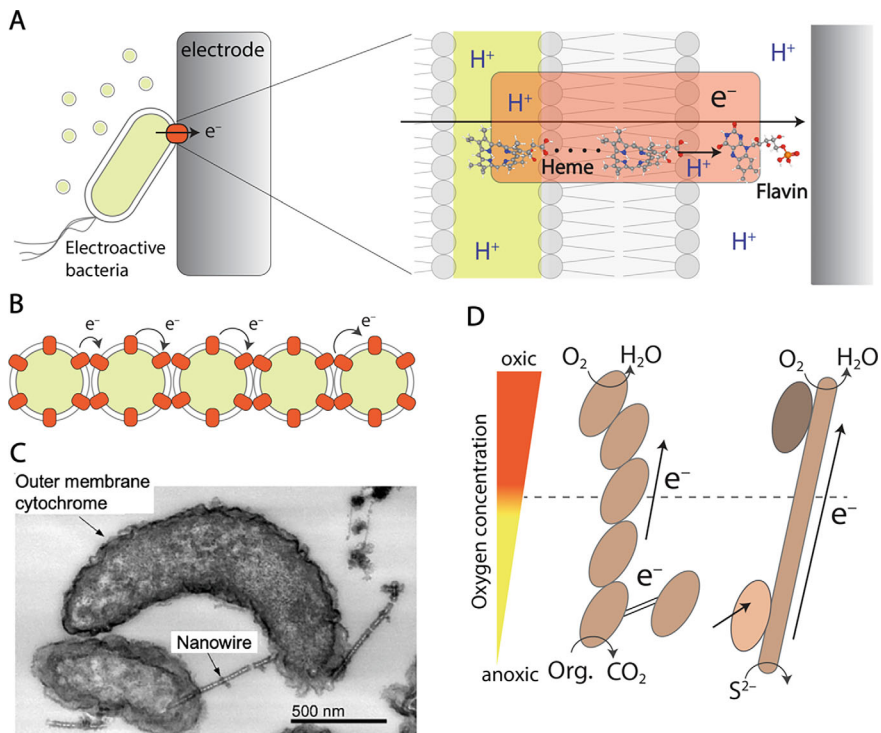 A
electrode
e⁻
Electroactive
bacteria
H⁺
H⁺
H⁺
H⁺
e⁻
H⁺
Heme
Flavin
H⁺
H⁺
B
e⁻
e⁻
e⁻
e⁻
C
Outer membrane
cytochrome
Nanowire
500 nm
D
oxic
Oxygen concentration
anoxic
O₂
H₂O
e⁻
e⁻
Org.
CO₂
O₂
H₂O
e⁻
S²⁻